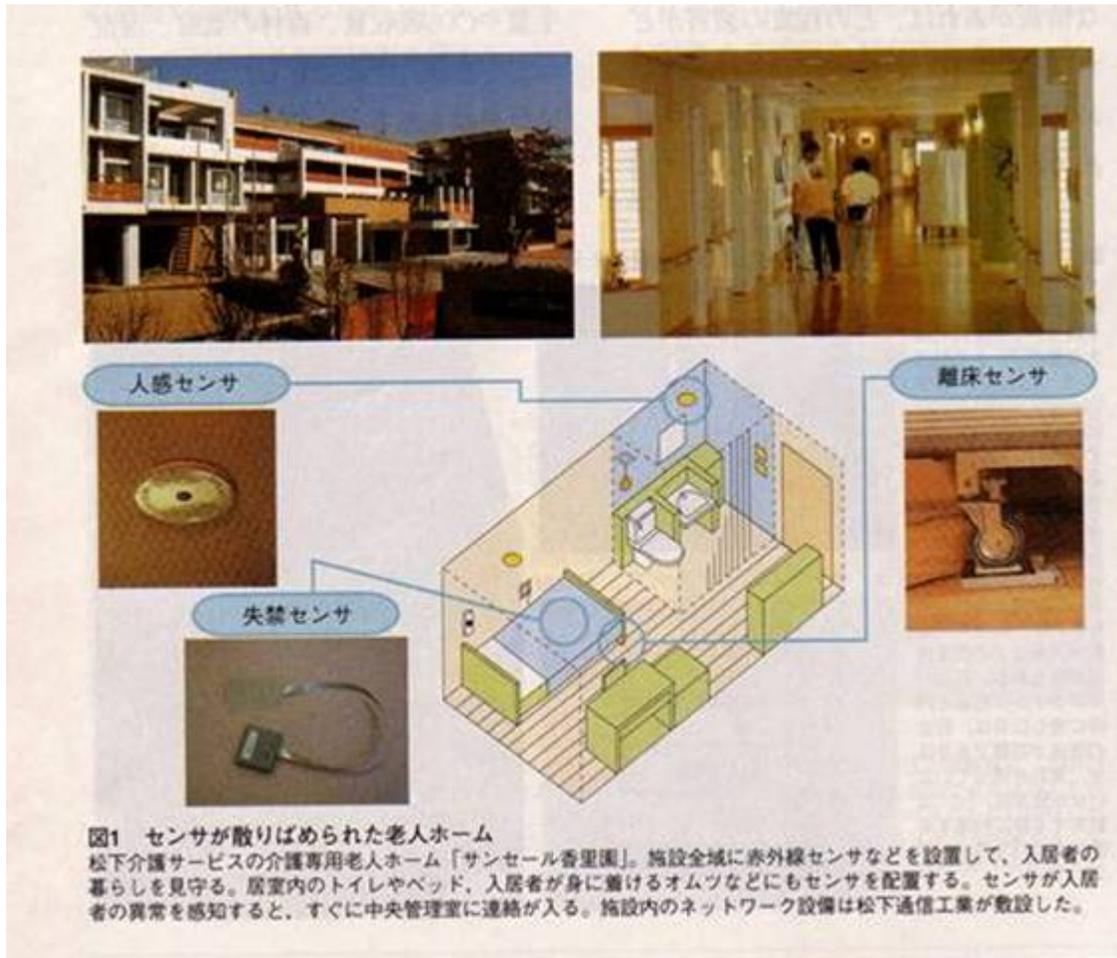 人感センサ
離床センサ
失禁センサ
図1 センサが散りばめられた老人ホーム
松下介護サービスの介護専用老人ホーム「サンセール香里園」。施設全域に赤外線センサなどを設置して、入居者の
暮らしを見守る。居室内のトイレやベッド、入居者が身に着けるオムツなどにもセンサを配置する。センサが入居
者の異常を感知すると、すぐに中央管理室に連絡が入る。施設内のネットワーク設備は松下通信工業が敷設した。